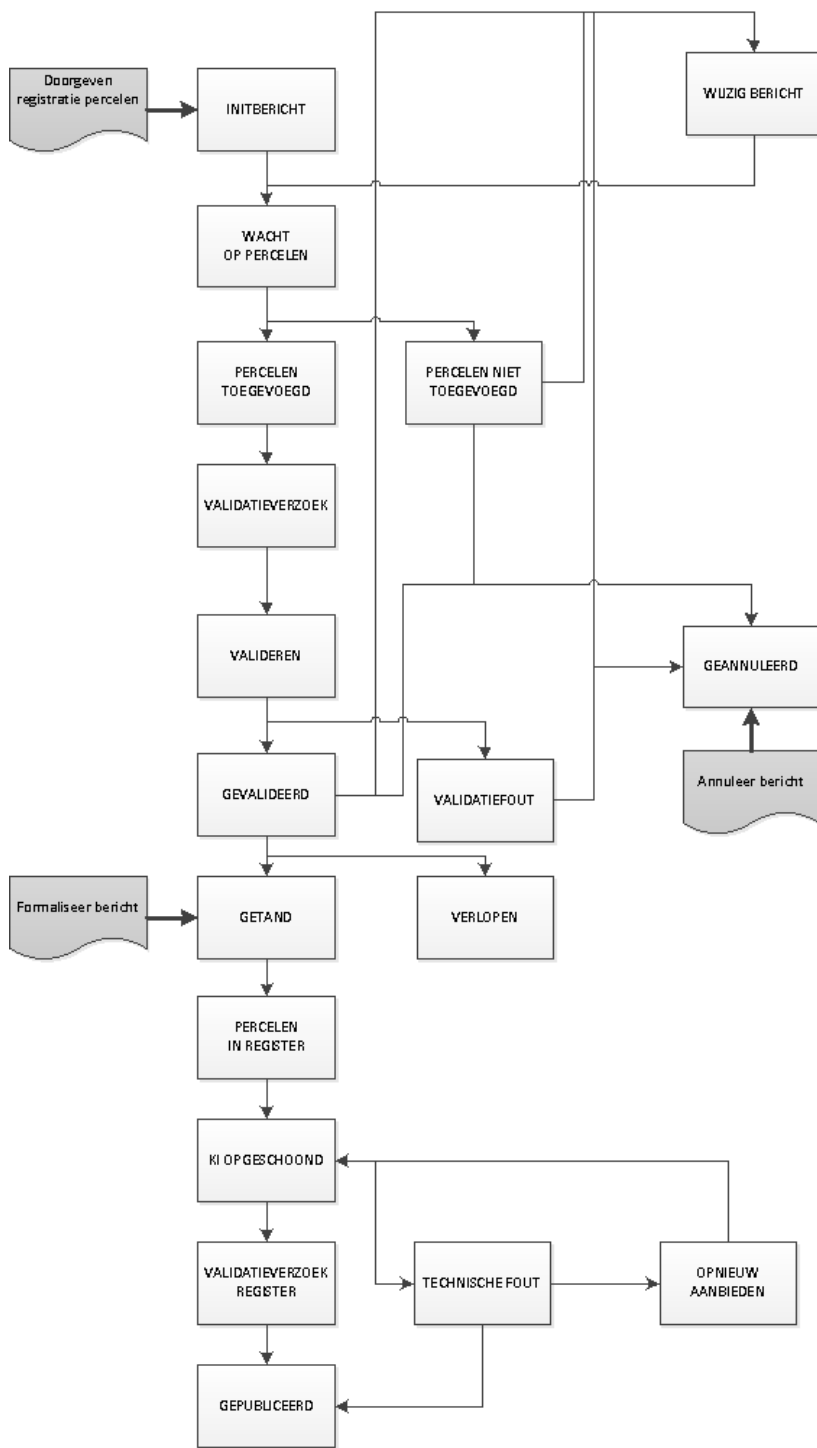 Doorgeven
registratie percelen
INITBERICHT
WIJZIG BERICHT
WACHT
OP PERCELEN
PERCELEN
TOEGEVOEGD
PERCELEN NIET
TOEGEVOEGD
VALIDATIEVERZOEK
VALIDEREN
GEANNULEERD
GEVALIDEERD
VALIDATIEFOUT
Annuleer bericht
Formaliseer bericht
GETAND
VERLOPEN
PERCELEN
IN REGISTER
KI OPGESCHOOND
VALIDATIEVERZOEK
REGISTER
TECHNISCHE FOUT
OPNIEUW
AANBIEDEN
GEPUBLICEERD